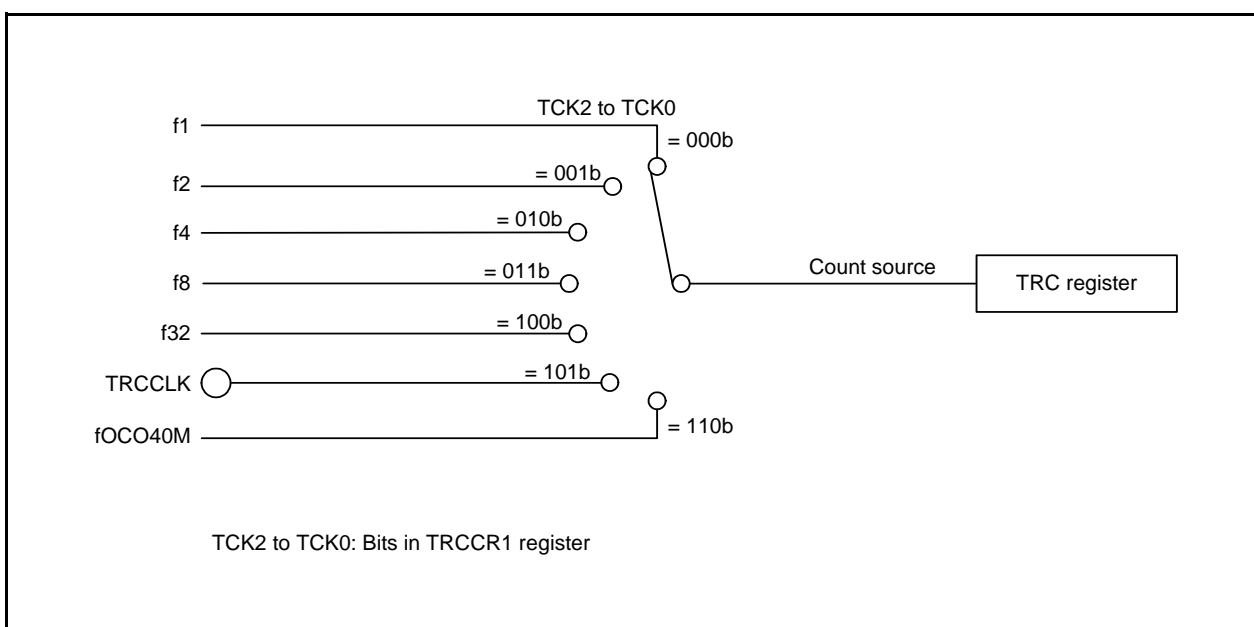 TCK2 to TCK0
f1
= 000b
f2
= 001b
f4
= 010b
f8
= 011b
Count source
TRC register
f32
= 100b
TRCCLK
= 101b
fOCO40M
= 110b
TCK2 to TCK0: Bits in TRCCR1 register